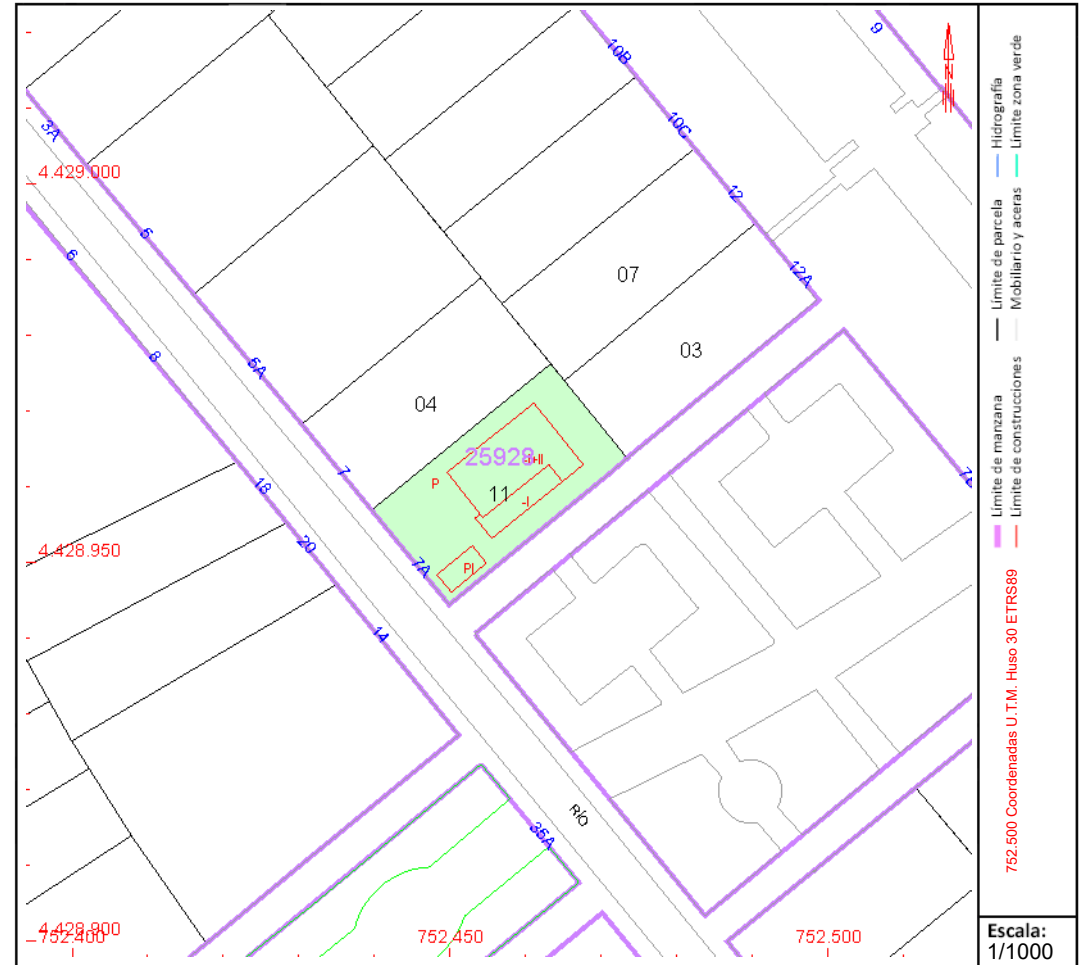 10B
9
3A
10C
4.429.000
12
6
5
07
12A
8
5A
03
04
25928
-I+II
7
P
11
18
-I
4.428.950
20
7A
PI
14
RÍO
35A
4.428.900
752.400
752.450
752.500
Hidrografía
Límite zona verde
Límite de parcela
Mobiliario y aceras
Límite de manzana
Límite de construcciones
752.500 Coordenadas U.T.M. Huso 30 ETRS89
N
Escala:
1/1000